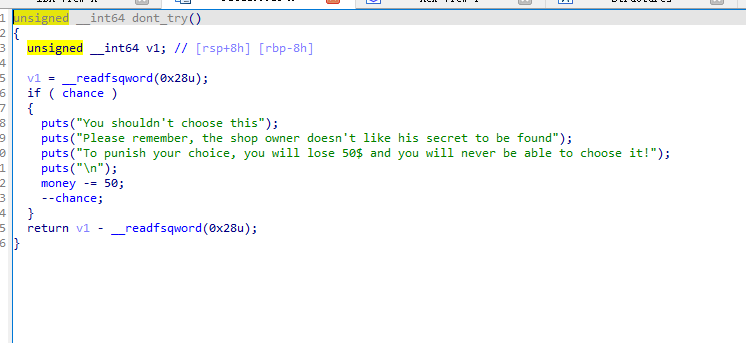 1 unsigned __int64 dont_try()
2 {
3 unsigned __int64 v1; // [rsp+8h] [rbp-8h]
4
5 v1 = __readfsqword(0x28u);
6 if ( chance )
7 {
8 puts("You shouldn't choose this");
9 puts("Please remember, the shop owner doesn't like his secret to be found");
0 puts("To punish your choice, you will lose 50$ and you will never be able to choose it!");
1 puts("\n");
2 money -= 50;
3 --chance;
4 }
5 return v1 - __readfsqword(0x28u);
6 }